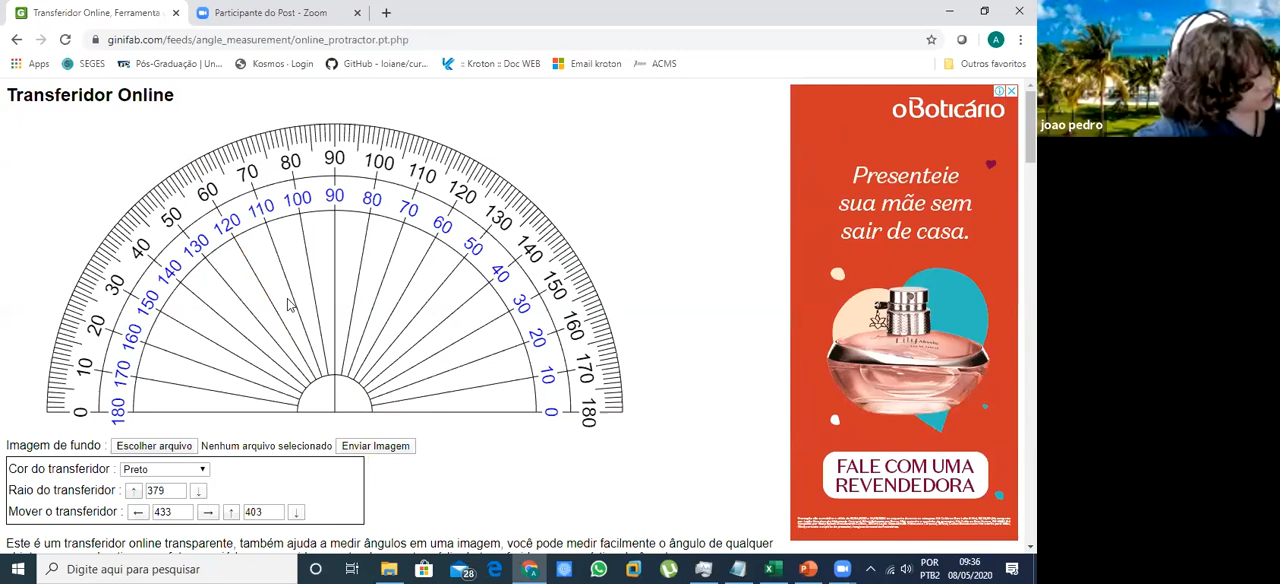 Transferidor Online, Ferramenta
Participante do Post - Zoom
ginifab.com/feeds/angle_measurement/online_protractor.pt.php
A
Apps
SEGES
Pós-Graduação | Un...
Kosmos · Login
GitHub - loiane/cur...
:: Kroton :: Doc WEB
Email kroton
ACMS
Outros favoritos
joao pedro
Transferidor Online
0 10 20 30 40 50 60 70 80 90 100 110 120 130 140 150 160 170 180
180 170 160 150 140 130 120 110 100 90 80 70 60 50 40 30 20 10 0
oBoticário
Presenteie
sua mãe sem
sair de casa.
FALE COM UMA
REVENDEDORA
Imagem de fundo : Escolher arquivo Nenhum arquivo selecionado Enviar Imagem
Cor do transferidor : Preto
Raio do transferidor : ↑ 379 ↓
Mover o transferidor : ← 433 → ↑ 403 ↓
Este é um transferidor online transparente, também ajuda a medir ângulos em uma imagem, você pode medir facilmente o ângulo de qualquer
Digite aqui para pesquisar
28
POR
PTB2
09:36
08/05/2020